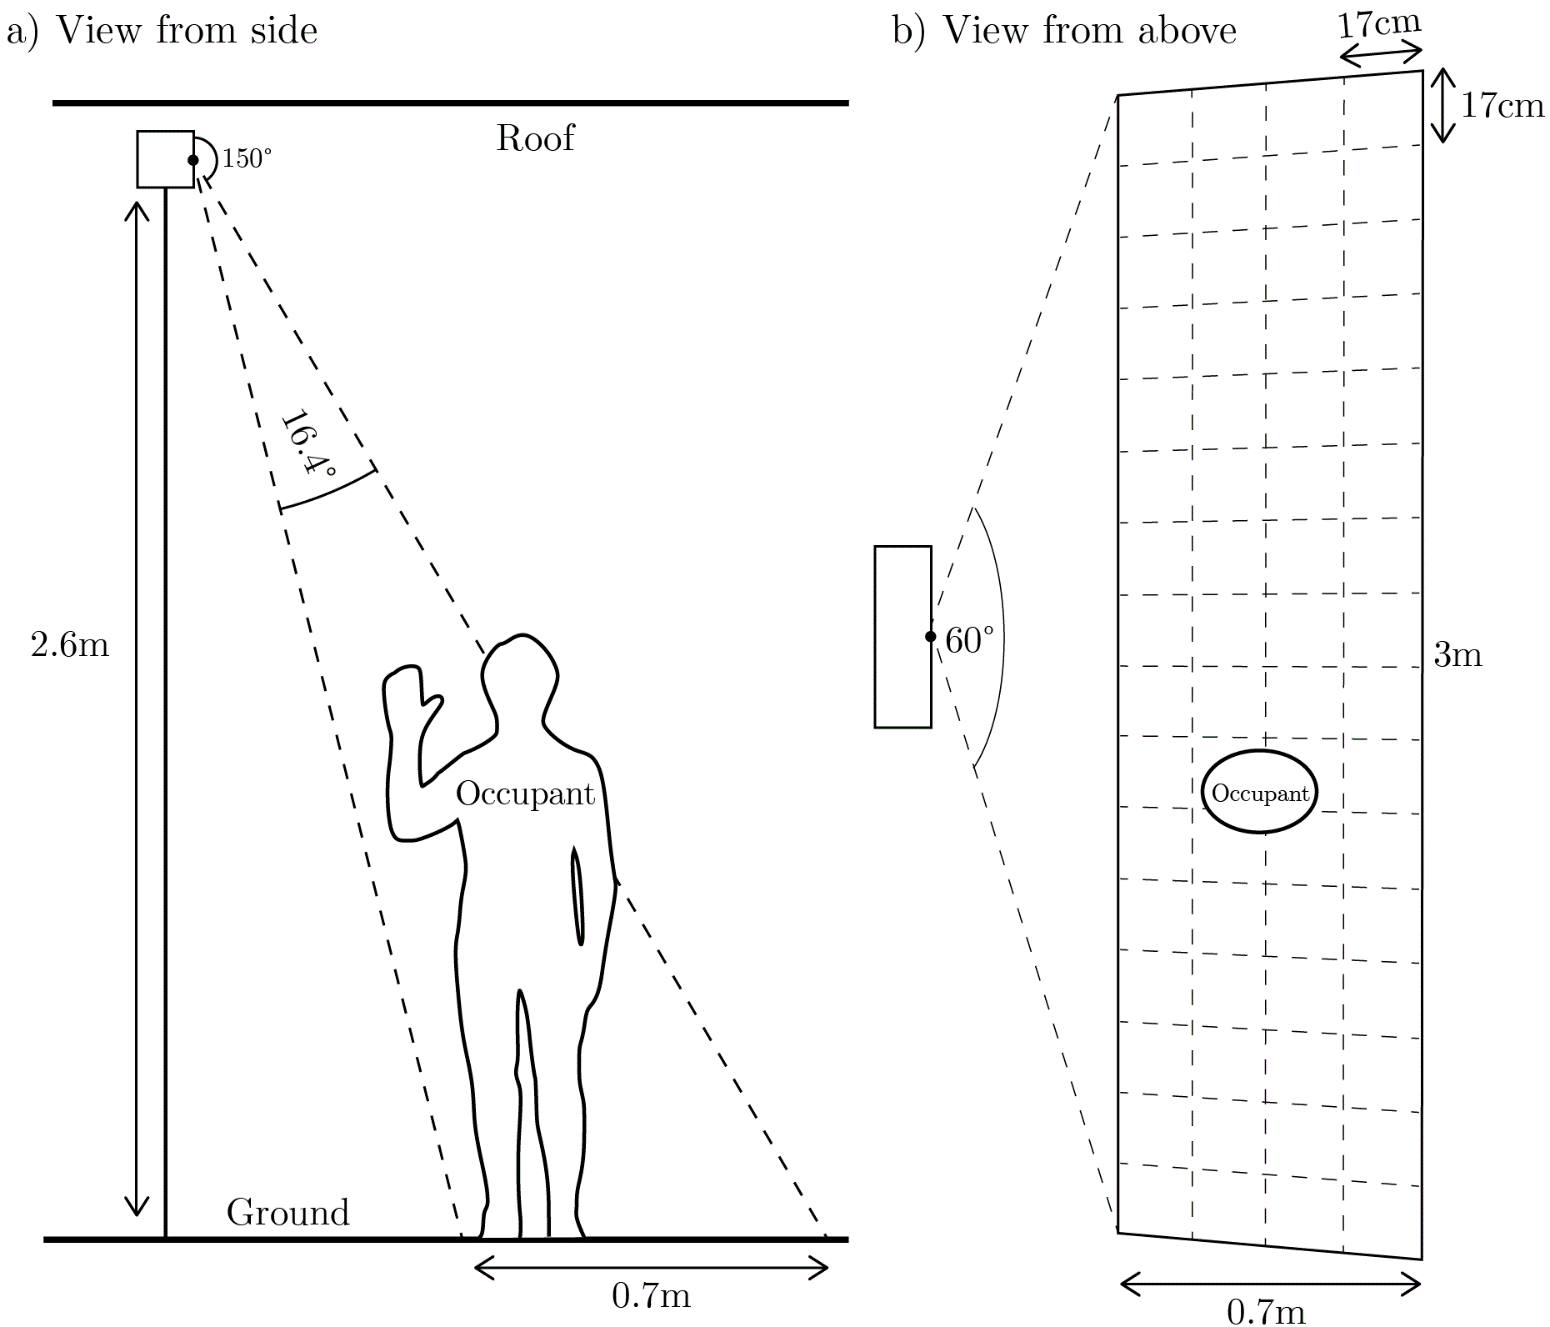 a) View from side
Roof
150°
16.4°
2.6m
Occupant
Ground
0.7m
b) View from above
17cm
17cm
60°
3m
Occupant
0.7m